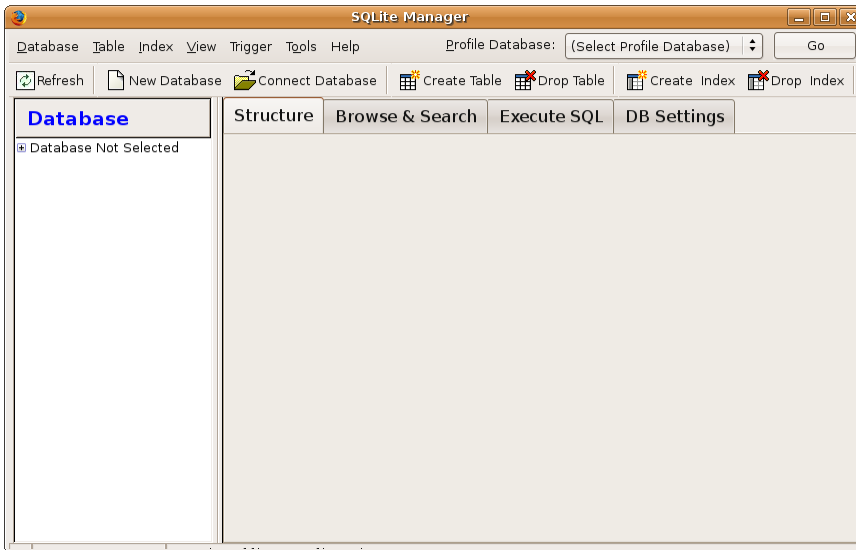 SQLite Manager
Database Table Index View Trigger Tools Help Profile Database: (Select Profile Database) Go
Refresh New Database Connect Database Create Table Drop Table Create Index Drop Index
Database Structure Browse & Search Execute SQL DB Settings
Database Not Selected